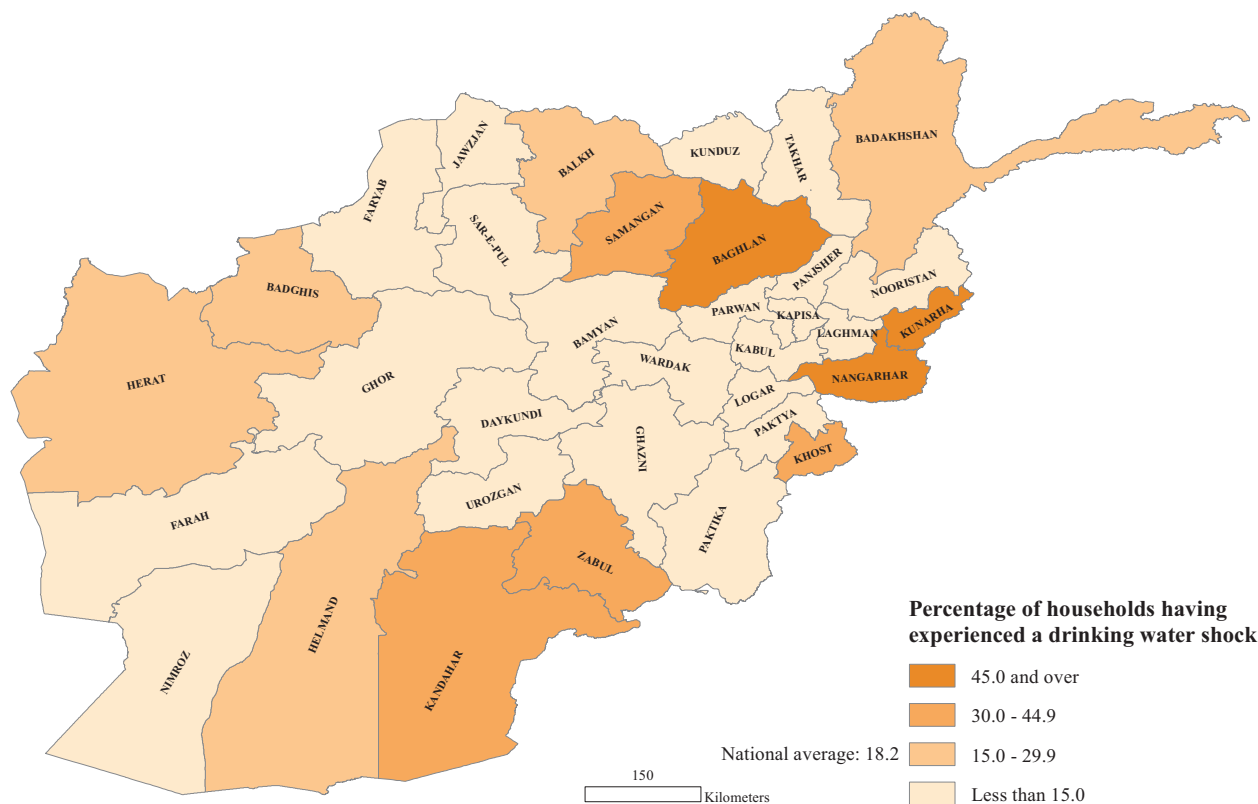 JAWZJAN
BALKH
KUNDUZ
TAKHAR
BADAKHSHAN
FARYAB
SAR-E-PUL
SAMANGAN
BAGHLAN
PANJSHER
NOORISTAN
BADGHIS
PARWAN
KAPISA
LAGHMAN
KUNARHA
BAMYAN
KABUL
WARDAK
HERAT
GHOR
NANGARHAR
LOGAR
DAYKUNDI
PAKTYA
GHAZNI
KHOST
UROZGAN
FARAH
PAKTIKA
ZABUL
HELMAND
NIMROZ
KANDAHAR
Percentage of households having
experienced a drinking water shock
45.0 and over
30.0 - 44.9
National average: 18.2
15.0 - 29.9
150
Kilometers
Less than 15.0